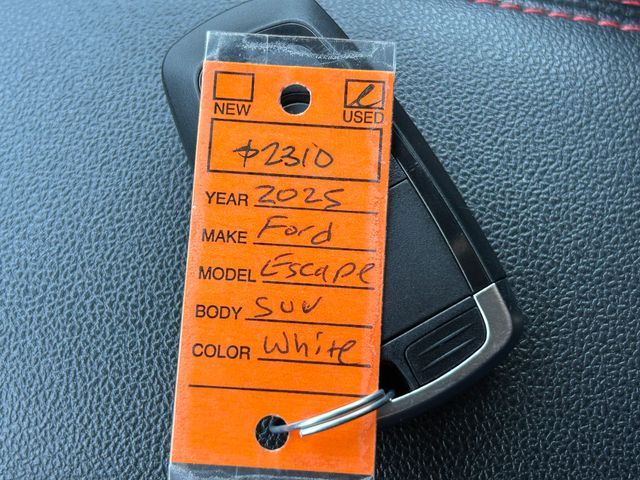 NEW USED
$2310
YEAR 2025
MAKE Ford
MODEL Escape
BODY SUV
COLOR White